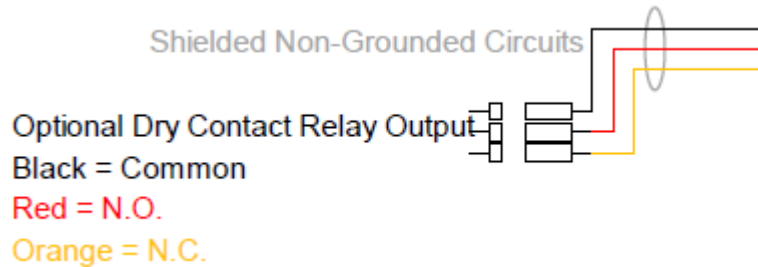 Shielded Non-Grounded Circuits
Optional Dry Contact Relay Output
Black = Common
Red = N.O.
Orange = N.C.